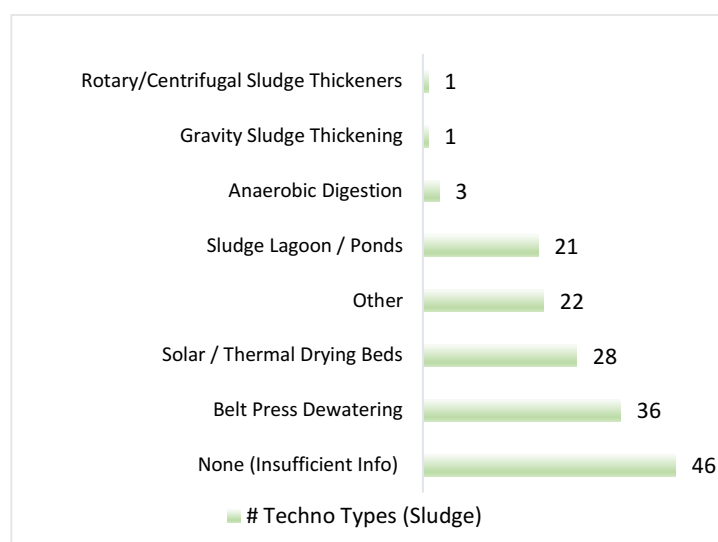 Rotary/Centrifugal Sludge Thickeners 1
Gravity Sludge Thickening 1
Anaerobic Digestion 3
Sludge Lagoon / Ponds 21
Other 22
Solar / Thermal Drying Beds 28
Belt Press Dewatering 36
None (Insufficient Info) 46
# Techno Types (Sludge)